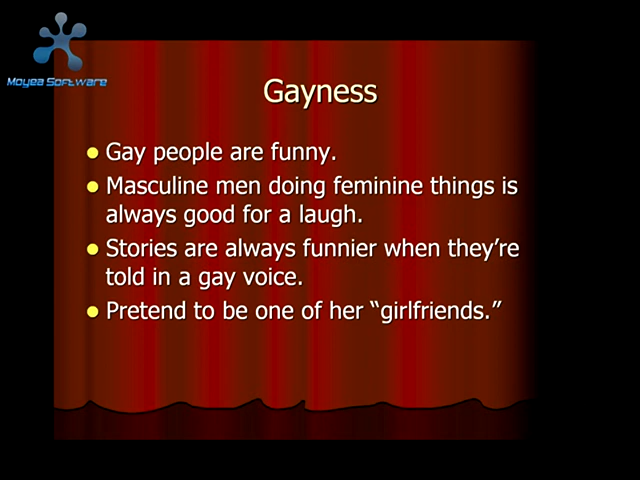 Moyea Software
Gayness
Gay people are funny.
Masculine men doing feminine things is
always good for a laugh.
Stories are always funnier when they’re
told in a gay voice.
Pretend to be one of her “girlfriends.”